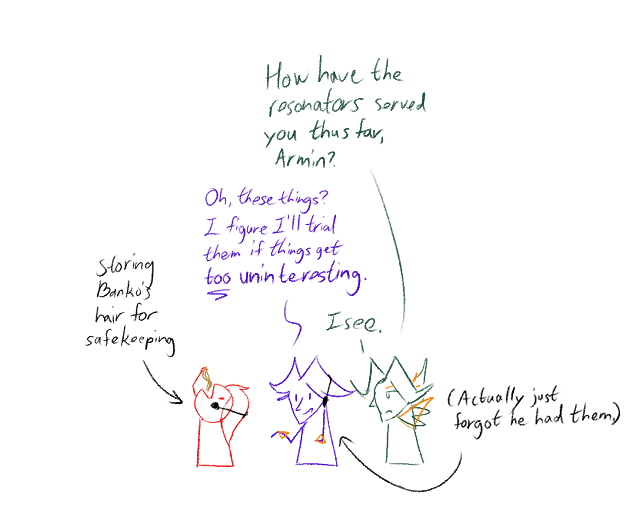 How have the
resonators served
you thus far,
Armin?
Oh, these things?
I figure I'll trial
them if things get
too uninteresting.
I see.
Storing
Banko's
hair for
safekeeping
(Actually just
forgot he had them,)